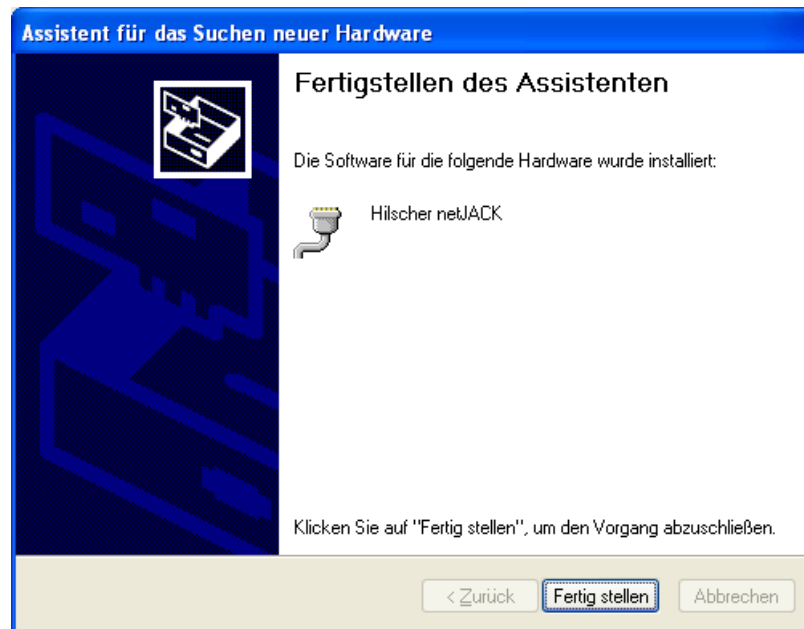 Assistent für das Suchen neuer Hardware
Fertigstellen des Assistenten
Die Software für die folgende Hardware wurde installiert:
Hilscher netJACK
Klicken Sie auf "Fertig stellen", um den Vorgang abzuschließen.
< Zurück Fertig stellen Abbrechen